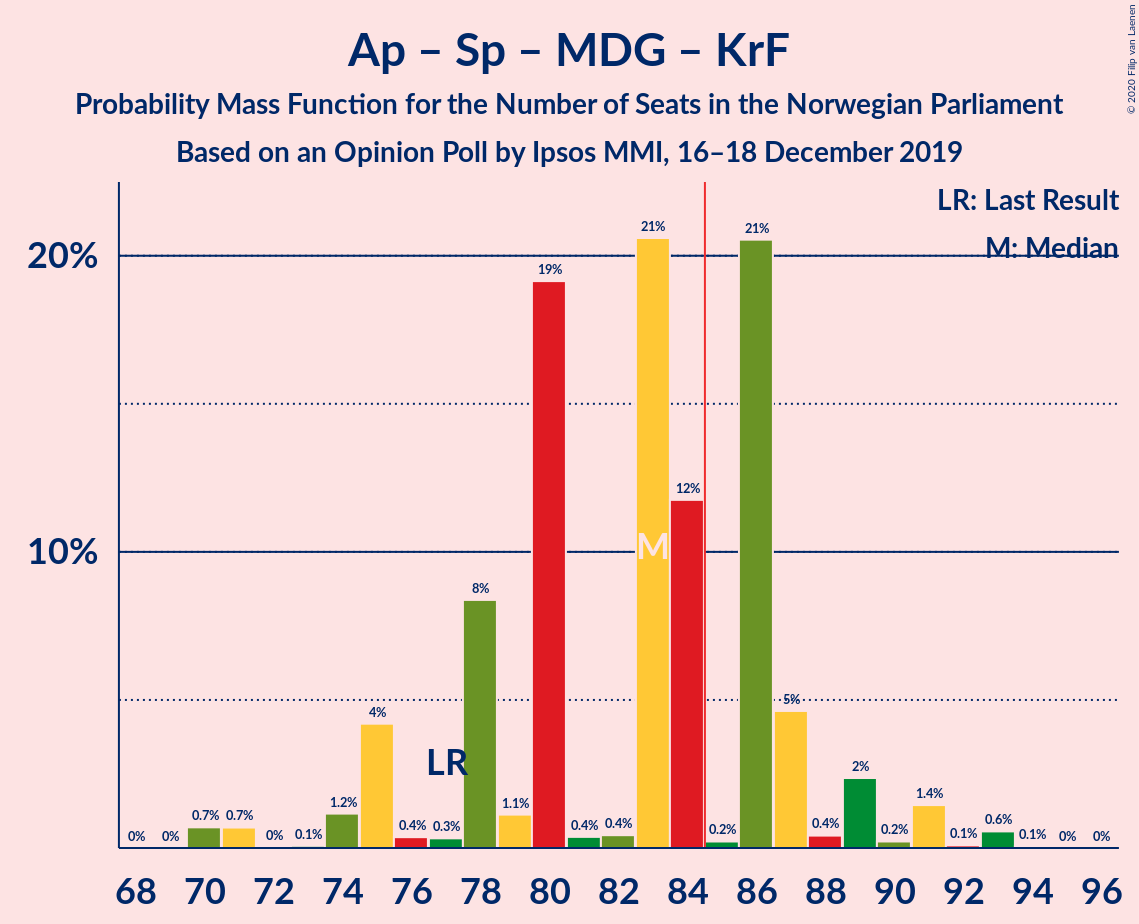 Ap – Sp – MDG – KrF
Probability Mass Function for the Number of Seats in the Norwegian Parliament
Based on an Opinion Poll by Ipsos MMI, 16–18 December 2019
© 2020 Filip van Laenen
LR: Last Result
M: Median
20%
10%
0% 0% 0.7% 0.7% 0% 0.1% 1.2% 4% 0.4% 0.3% 8% 1.1% 19% 0.4% 0.4% 21% 12% 0.2% 21% 5% 0.4% 2% 0.2% 1.4% 0.1% 0.6% 0.1% 0% 0%
LR
M
68 70 72 74 76 78 80 82 84 86 88 90 92 94 96